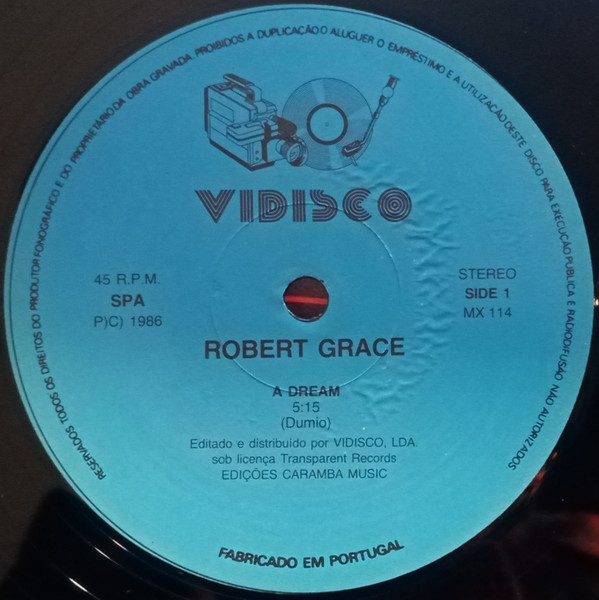 RESERVADOS TODOS OS DIREITOS DO PRODUTOR FONOGRÁFICO E DO PROPRIETÁRIO DA OBRA GRAVADA. PROIBIDOS A DUPLICAÇÃO O ALUGUER O EMPRÉSTIMO E A UTILIZAÇÃO DESTE DISCO PARA EXECUÇÃO PUBLICA E RADIODIFUSÃO NÃO AUTORIZADOS
VIDISCO
45 R.P.M.
SPA
P)C) 1986
STEREO
SIDE 1
MX 114
ROBERT GRACE
A DREAM
5:15
(Dumio)
Editado e distribuído por VIDISCO, LDA.
sob licença Transparent Records
EDIÇÕES CARAMBA MUSIC
FABRICADO EM PORTUGAL